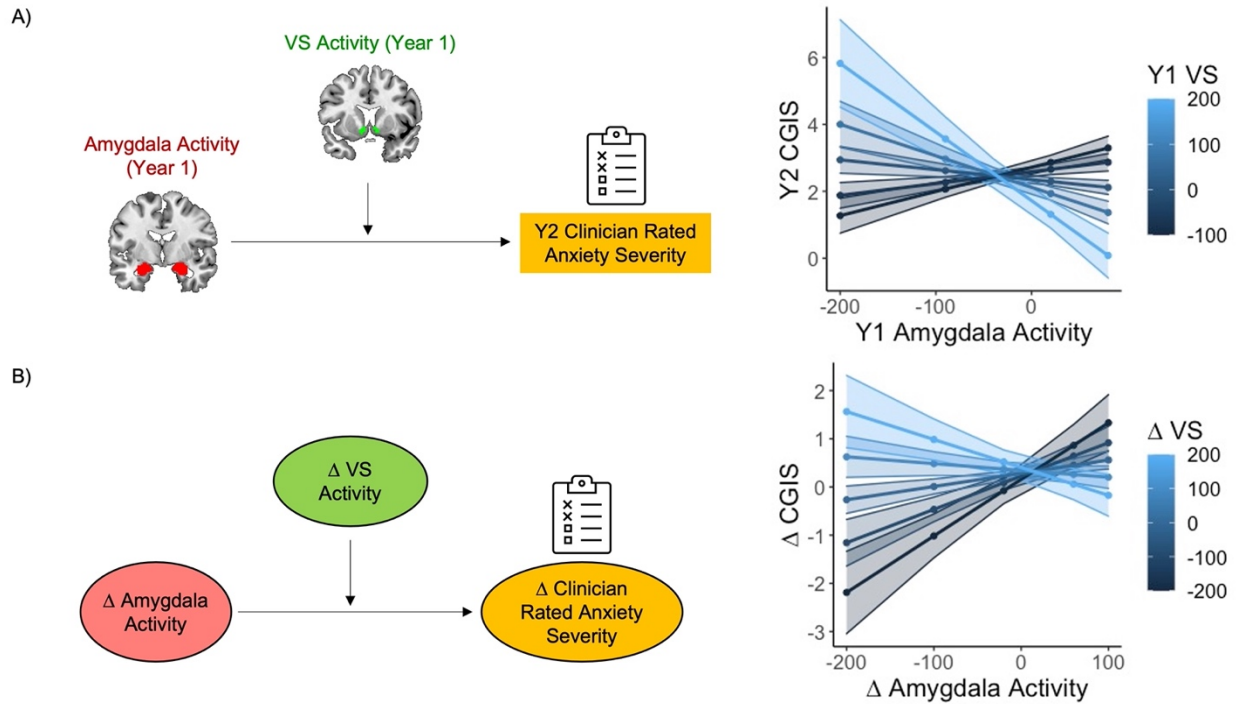 A)
VS Activity (Year 1)
Amygdala Activity
(Year 1)
Y2 Clinician Rated
Anxiety Severity
Y2 CGIS
6
4
2
0
-200
-100
0
Y1 Amygdala Activity
Y1 VS
200
100
0
-100
B)
Δ VS
Activity
Δ Amygdala
Activity
Δ Clinician
Rated Anxiety
Severity
Δ CGIS
2
1
0
-1
-2
-3
-200
-100
0
100
Δ Amygdala Activity
Δ VS
200
100
0
-100
-200